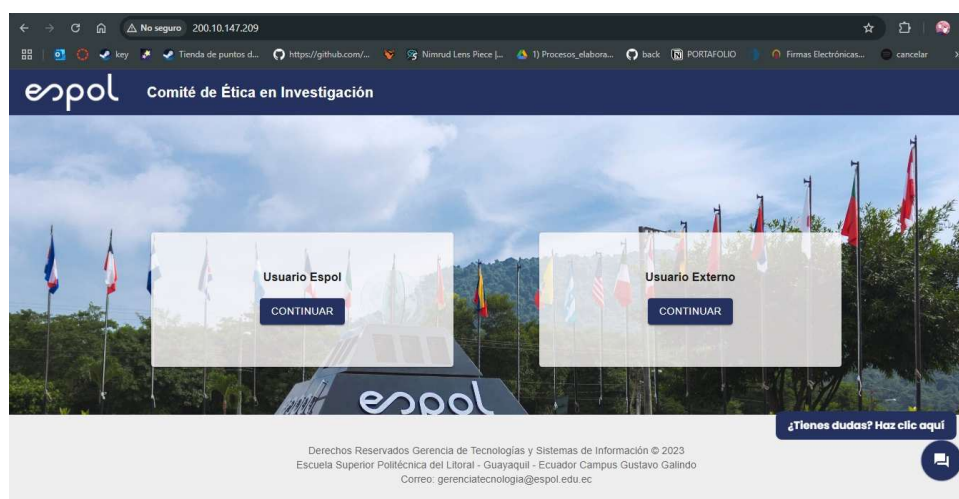 No seguro 200.10.147.209
key Tienda de puntos d... https://github.com/... Nimrud Lens Piece |... 1) Procesos_elabora... back PORTAFOLIO Firmas Electrónicas... cancelar
espol Comité de Ética en Investigación
Usuario Espol
CONTINUAR
Usuario Externo
CONTINUAR
espol
¿Tienes dudas? Haz clic aquí
Derechos Reservados Gerencia de Tecnologías y Sistemas de Información © 2023
Escuela Superior Politécnica del Litoral - Guayaquil - Ecuador Campus Gustavo Galindo
Correo: gerenciatecnologia@espol.edu.ec